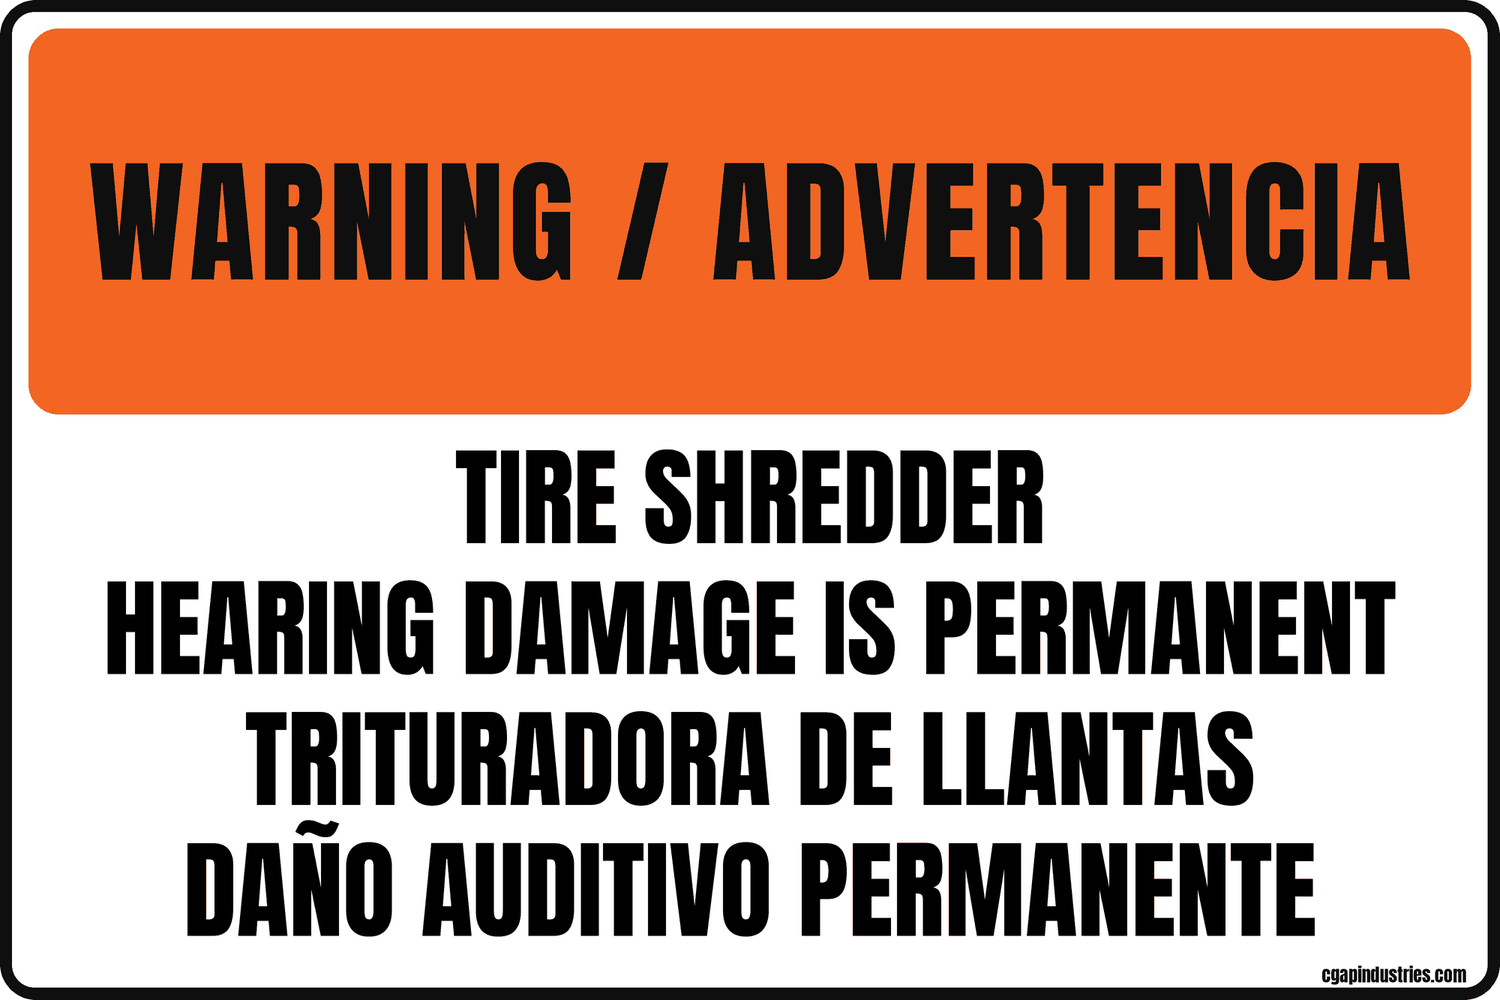 WARNING / ADVERTENCIA
TIRE SHREDDER
HEARING DAMAGE IS PERMANENT
TRITURADORA DE LLANTAS
DAÑO AUDITIVO PERMANENTE
cgapindustries.com